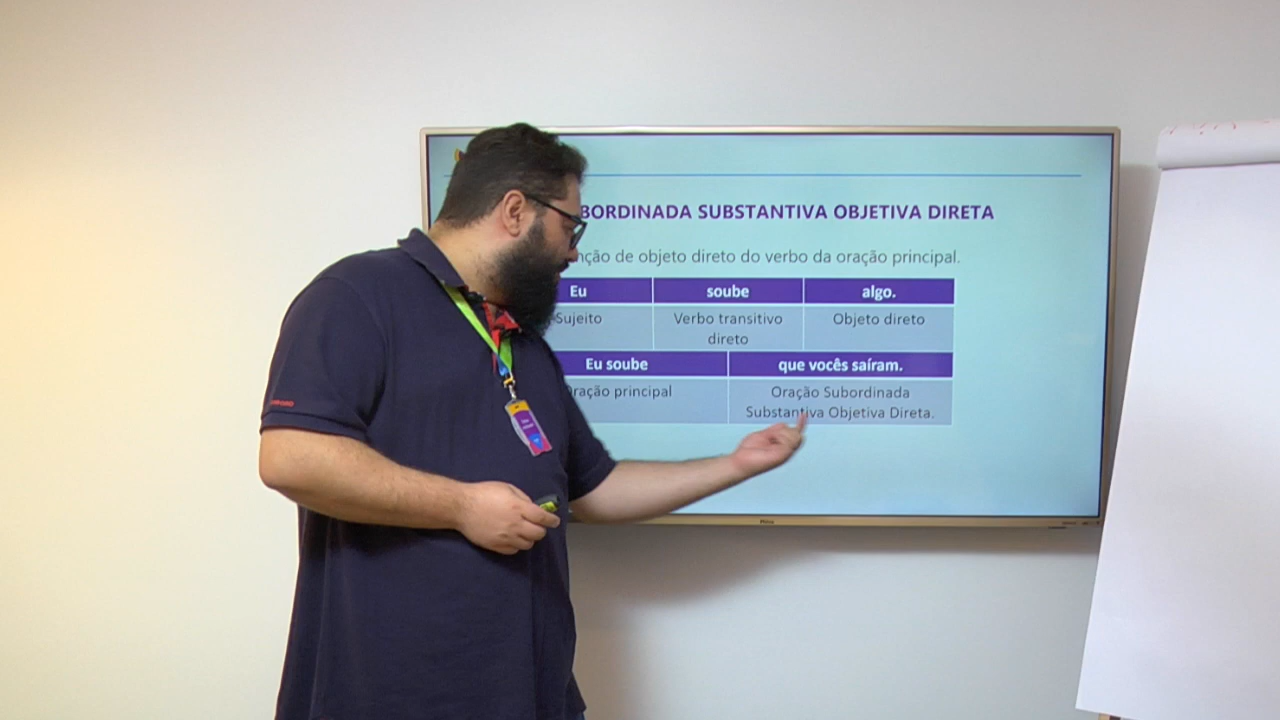 BORDINADA SUBSTANTIVA OBJETIVA DIRETA
nção de objeto direto do verbo da oração principal.
Eu soube algo.
Sujeito Verbo transitivo direto Objeto direto
Eu soube que vocês saíram.
Oração principal Oração Subordinada
Substantiva Objetiva Direta.
Philco